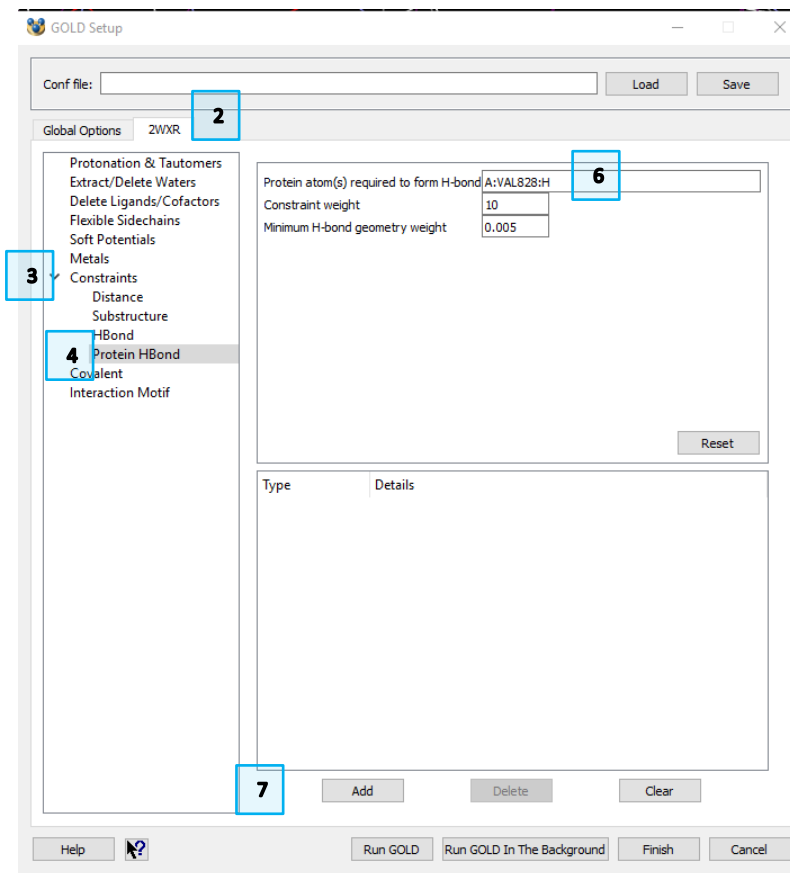 GOLD Setup
Conf file:
Load
Save
2
Global Options
2WXR
Protonation & Tautomers
Extract/Delete Waters
Delete Ligands/Cofactors
Flexible Sidechains
Soft Potentials
Metals
3
Constraints
Distance
Substructure
HBond
4
Protein HBond
Covalent
Interaction Motif
6
Protein atom(s) required to form H-bond A:VAL828:H
Constraint weight 10
Minimum H-bond geometry weight 0.005
Reset
Type Details
7
Add
Delete
Clear
Help
?
Run GOLD
Run GOLD In The Background
Finish
Cancel